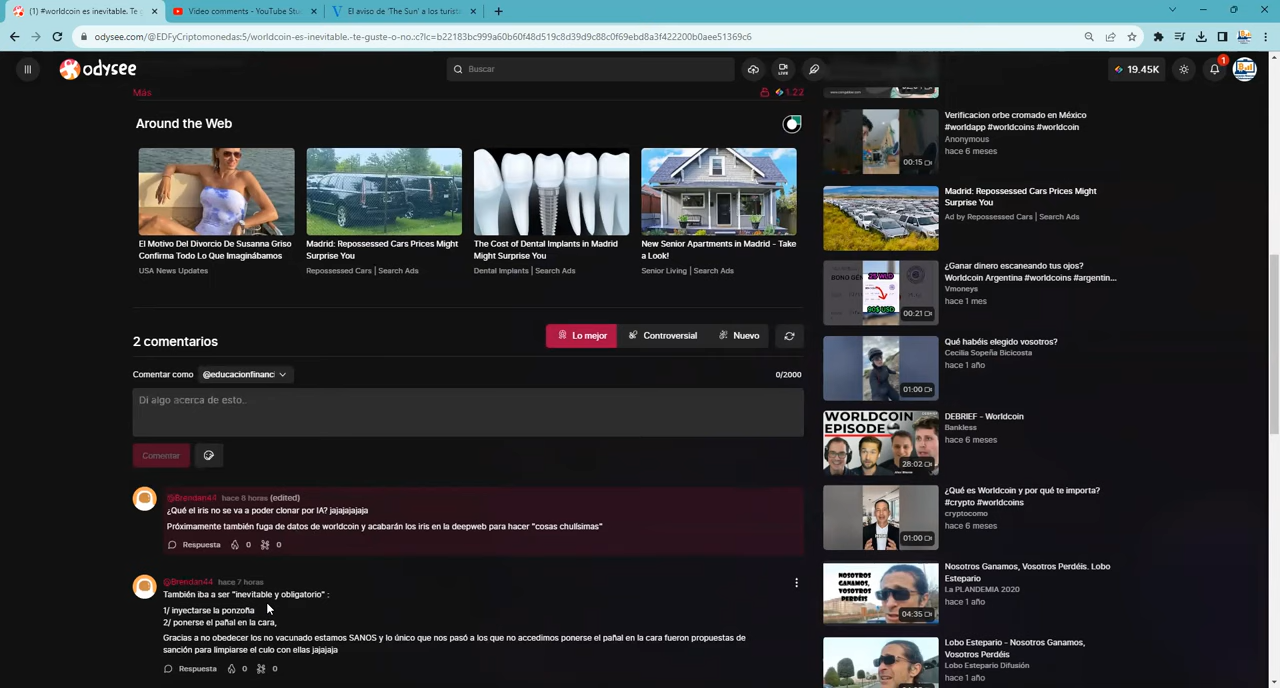 (1) #worldcoin es inevitable, Te
Video comments - YouTube Stu
El aviso de 'The Sun' a los turist
odysee.com/@EDFyCriptomonedas:5/worldcoin-es-inevitable.-te-guste-o-no.:c?lc=b22183bc999a60b60f48d519c8d39d9c88c0f69ebd8a3f422200b0aee51369c6
odysee
Buscar
LIVE
19.45K
1
Más
1.22
Around the Web
El Motivo Del Divorcio De Susanna Griso
Confirma Todo Lo Que Imaginábamos
USA News Updates
Madrid: Repossessed Cars Prices Might
Surprise You
Repossessed Cars | Search Ads
The Cost of Dental Implants in Madrid
Might Surprise You
Dental Implants | Search Ads
New Senior Apartments in Madrid - Take
a Look!
Senior Living | Search Ads
2 comentarios
Lo mejor
Controversial
Nuevo
Comentar como
@educacionfinanci
0/2000
Di algo acerca de esto..
Comentar
@Brendan44 hace 8 horas (edited)
¿Qué el iris no se va a poder clonar por IA? jajajajajaja
Próximamente también fuga de datos de worldcoin y acabarán los iris en la deepweb para hacer "cosas chulísimas"
Respuesta 0 0
@Brendan44 hace 7 horas
También iba a ser "inevitable y obligatorio" :
1/ inyectarse la ponzoña
2/ ponerse el pañal en la cara,
Gracias a no obedecer los no vacunado estamos SANOS y lo único que nos pasó a los que no accedimos ponerse el pañal en la cara fueron propuestas de
sanción para limpiarse el culo con ellas jajajaja
Respuesta 0 0
Verificacion orbe cromado en México
#worldapp #worldcoins #worldcoin
Anonymous
hace 6 meses
00:15
Madrid: Repossessed Cars Prices Might
Surprise You
Ad by Repossessed Cars | Search Ads
¿Ganar dinero escaneando tus ojos?
Worldcoin Argentina #worldcoins #argentin...
Vmoneys
hace 1 mes
25 WLD
00:21
Qué habéis elegido vosotros?
Cecilia Sopeña Bicicosta
hace 1 año
01:00
DEBRIEF - Worldcoin
Bankless
hace 6 meses
WORLDCOIN
EPISODE
28:02
¿Qué es Worldcoin y por qué te importa?
#crypto #worldcoins
cryptocomo
hace 6 meses
01:00
Nosotros Ganamos, Vosotros Perdéis. Lobo
Estepario
La PLANDEMIA 2020
hace 1 año
NOSOTROS
GANAMOS,
VOSOTROS
PERDÉIS.
04:35
Lobo Estepario - Nosotros Ganamos,
Vosotros Perdéis
Lobo Estepario Difusión
hace 1 año